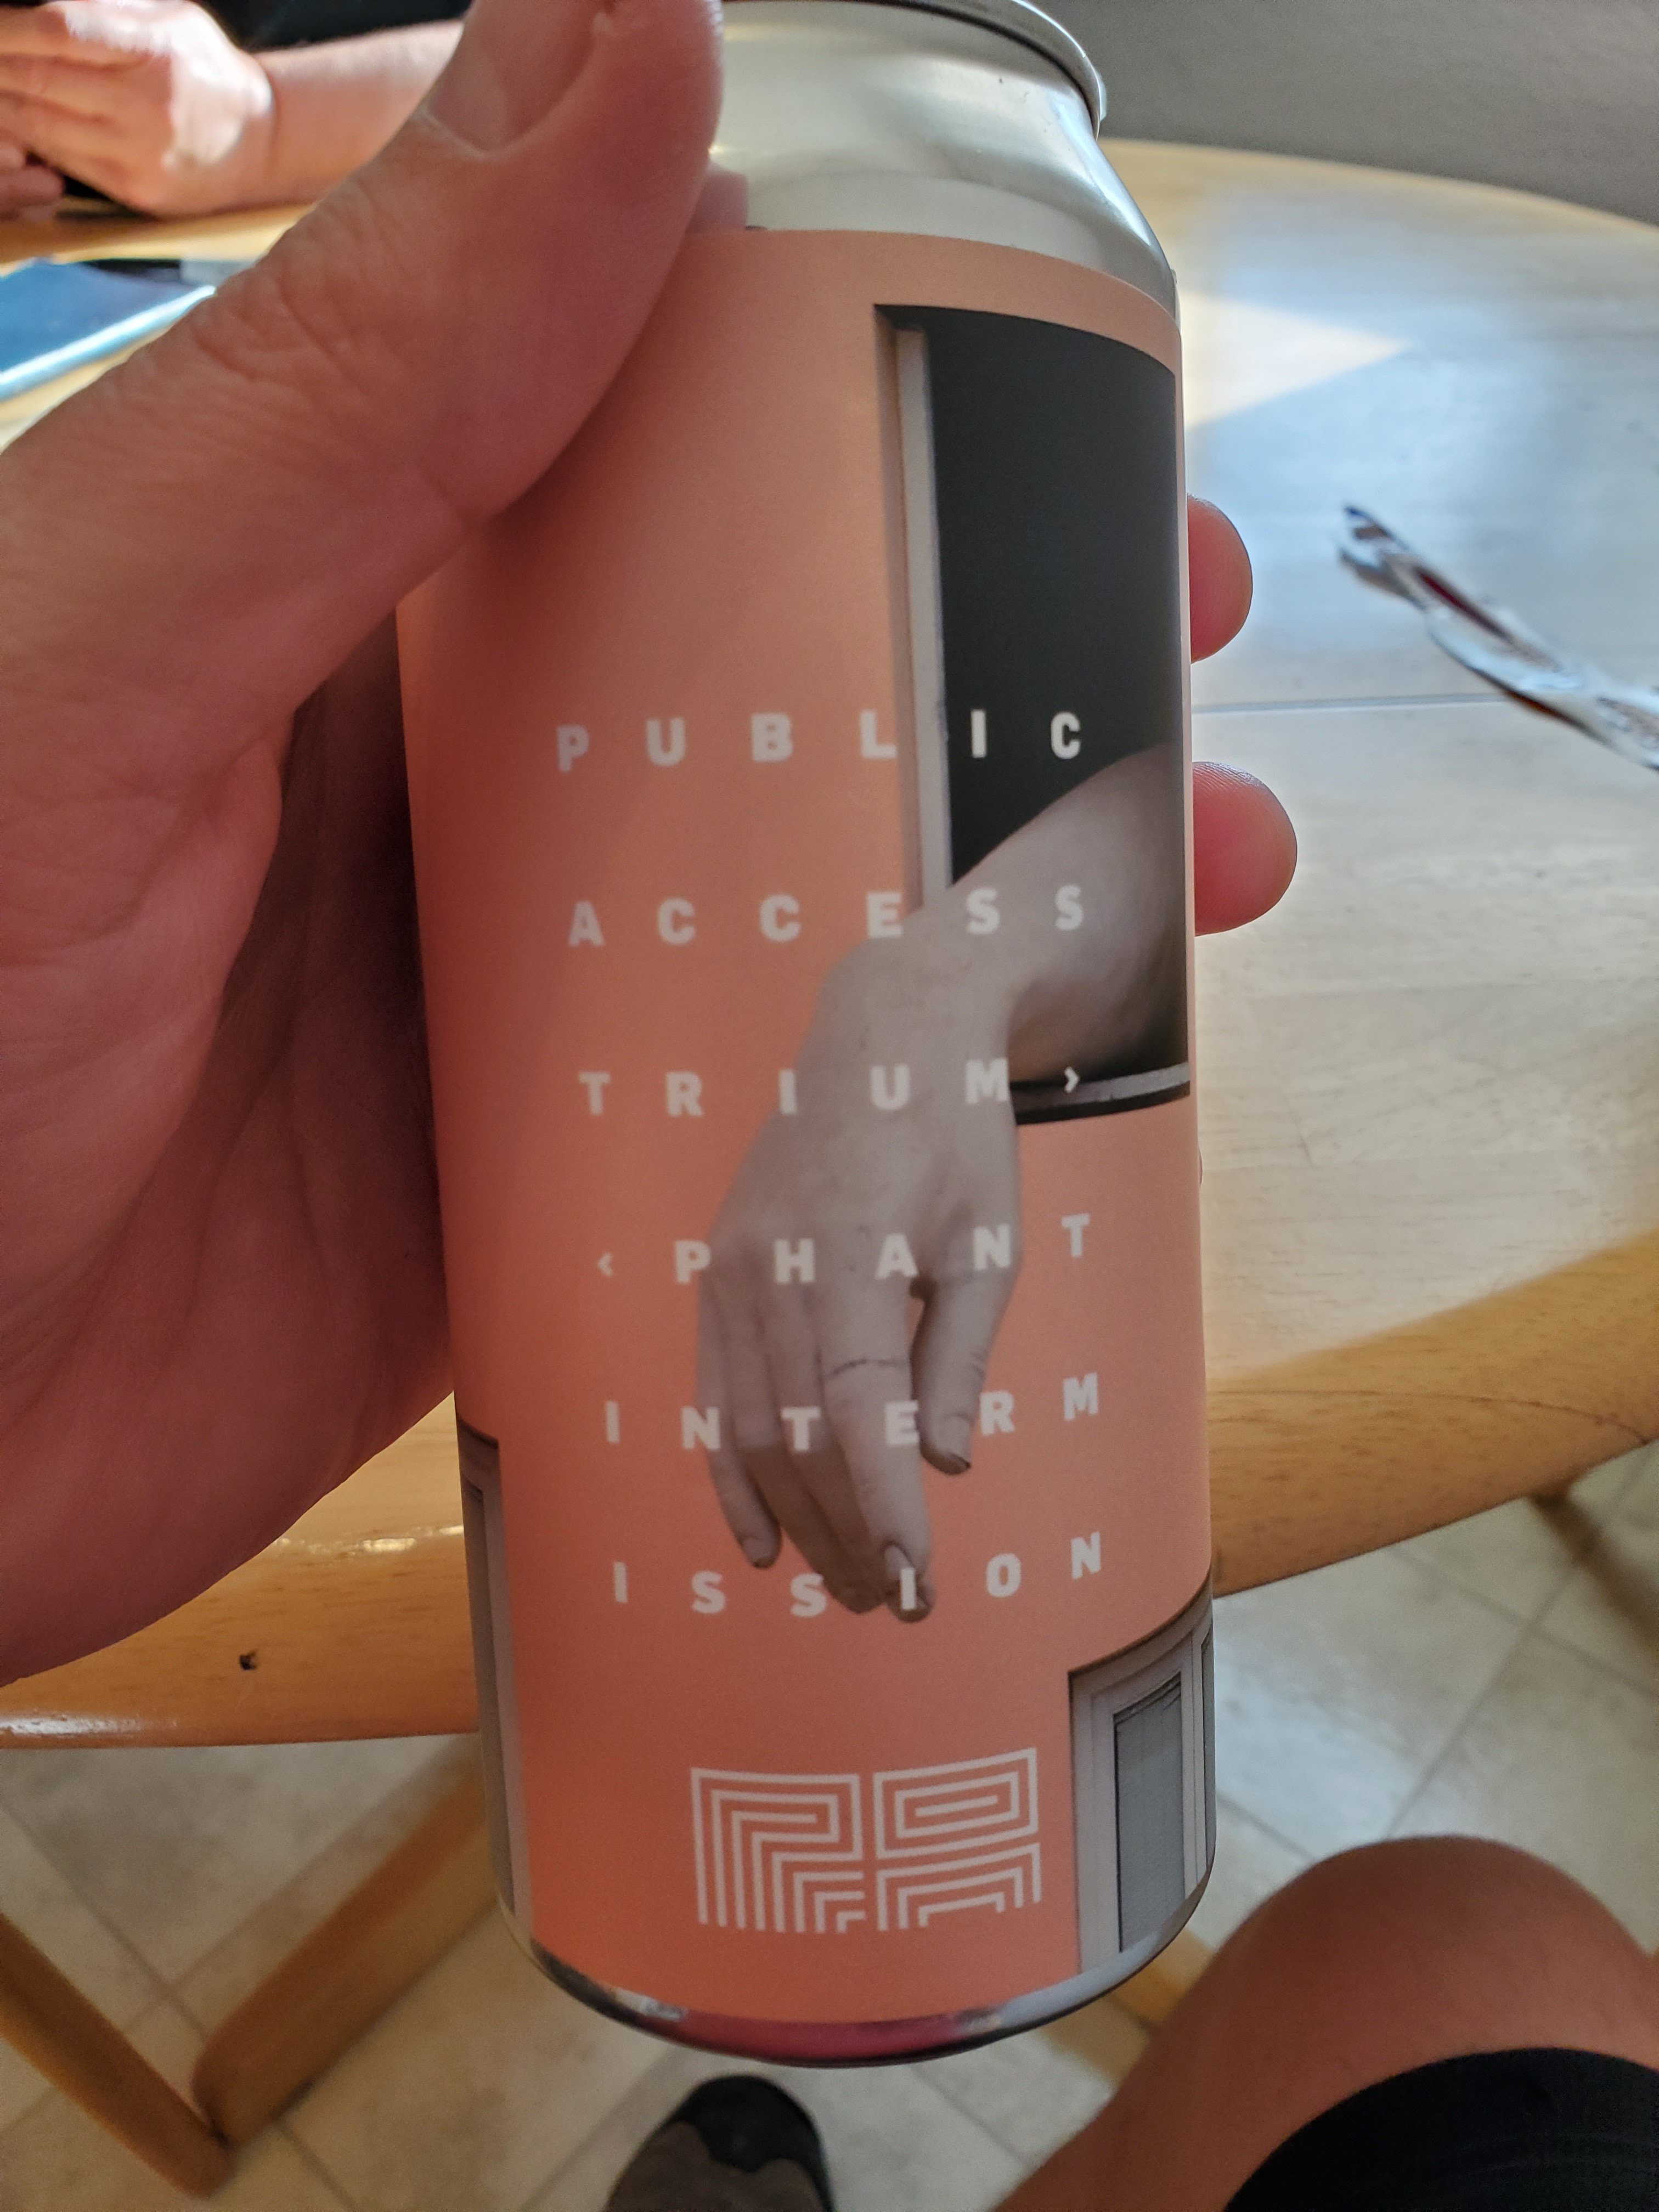 PUBLIC
ACCESS
TRIUM›
‹PHANT
INTERM
ISSION